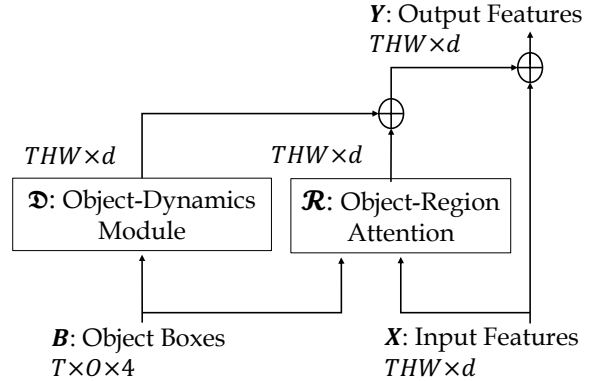 Y: Output Features
THW×d
THW×d
THW×d
𝕯: Object-Dynamics
Module
𝓡: Object-Region
Attention
B: Object Boxes
T×O×4
X: Input Features
THW×d